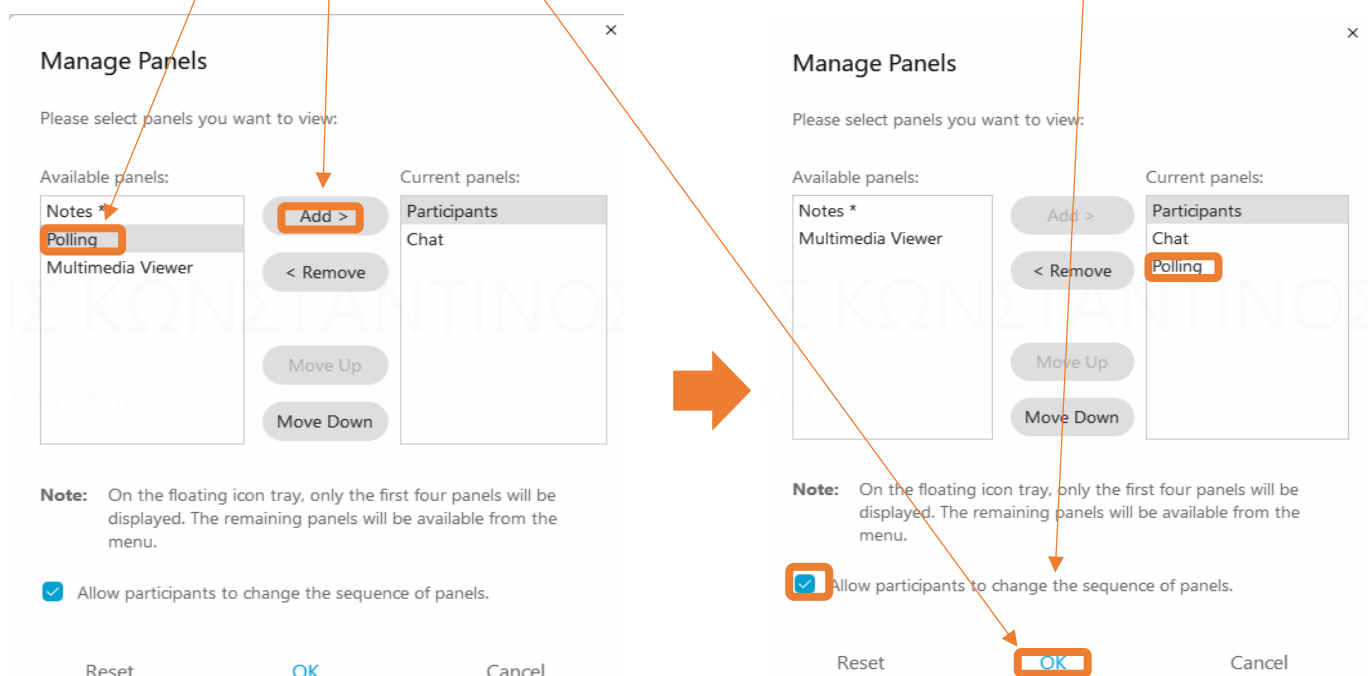 ×
Manage Panels
Please select panels you want to view:
Available panels:
Current panels:
Notes *
Polling
Multimedia Viewer
Add >
< Remove
Move Up
Move Down
Participants
Chat
Note: On the floating icon tray, only the first four panels will be
displayed. The remaining panels will be available from the
menu.
Allow participants to change the sequence of panels.
Reset
OK
Cancel
×
Manage Panels
Please select panels you want to view:
Available panels:
Current panels:
Notes *
Multimedia Viewer
Add >
< Remove
Move Up
Move Down
Participants
Chat
Polling
Note: On the floating icon tray, only the first four panels will be
displayed. The remaining panels will be available from the
menu.
Allow participants to change the sequence of panels.
Reset
OK
Cancel